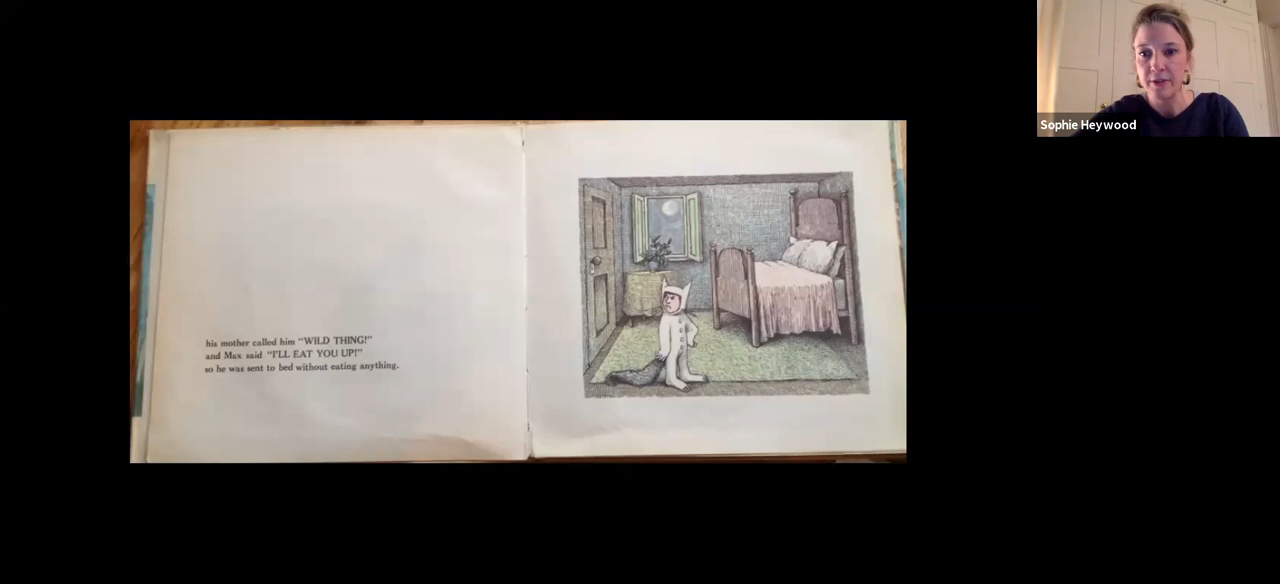 his mother called him “WILD THING!”
and Max said “I’LL EAT YOU UP!”
so he was sent to bed without eating anything.
Sophie Heywood